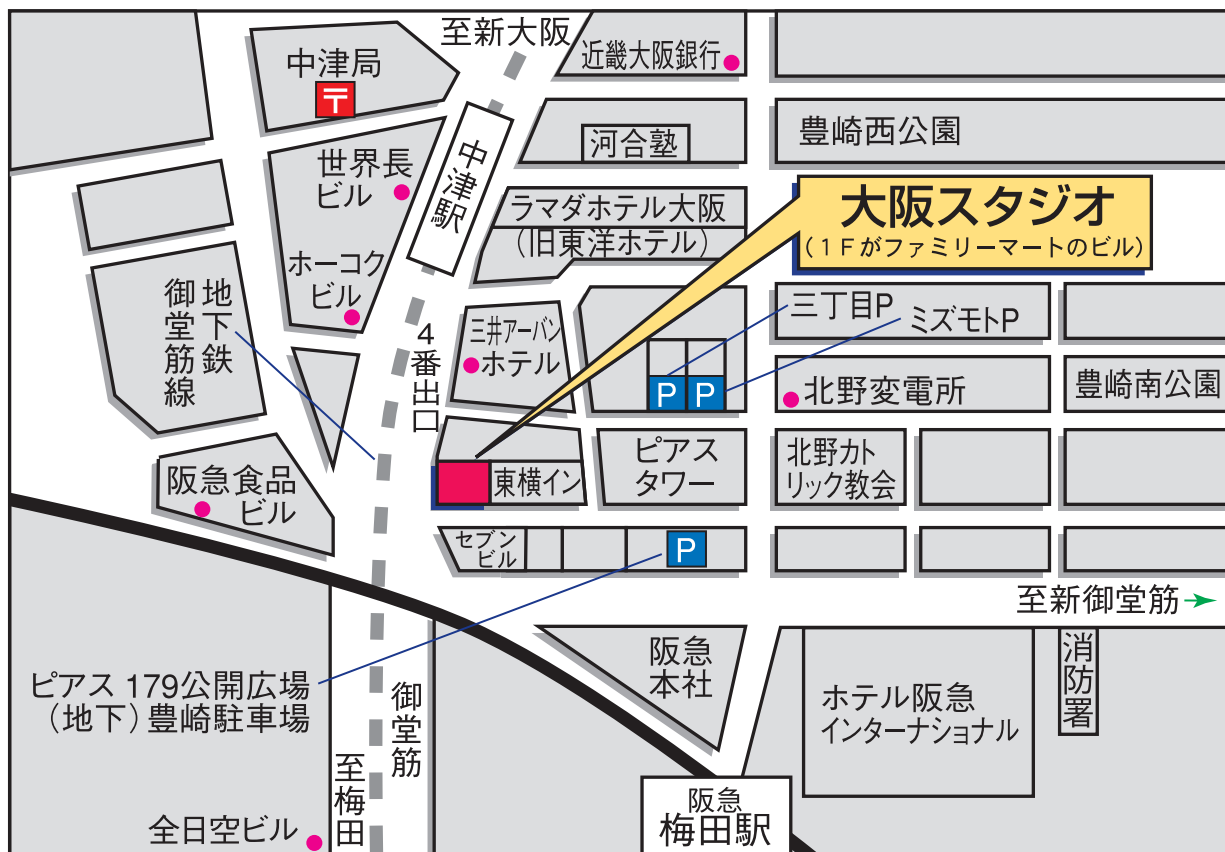 至新大阪
近畿大阪銀行
中津局
〒
豊崎西公園
河合塾
中津駅
世界長
ビル
ラマダホテル大阪
(旧東洋ホテル)
大阪スタジオ
(1Fがファミリーマートのビル)
ホーコク
ビル
地下鉄
御堂筋線
4番出口
三井アーバン
ホテル
三丁目P
ミズモトP
P
P
北野変電所
豊崎南公園
阪急食品
ビル
東横イン
ピアス
タワー
北野カト
リック教会
セブン
ビル
P
至新御堂筋
ピアス 179公開広場
(地下)豊崎駐車場
御堂筋
至梅田
阪急
本社
ホテル阪急
インターナショナル
消防署
全日空ビル
阪急
梅田駅